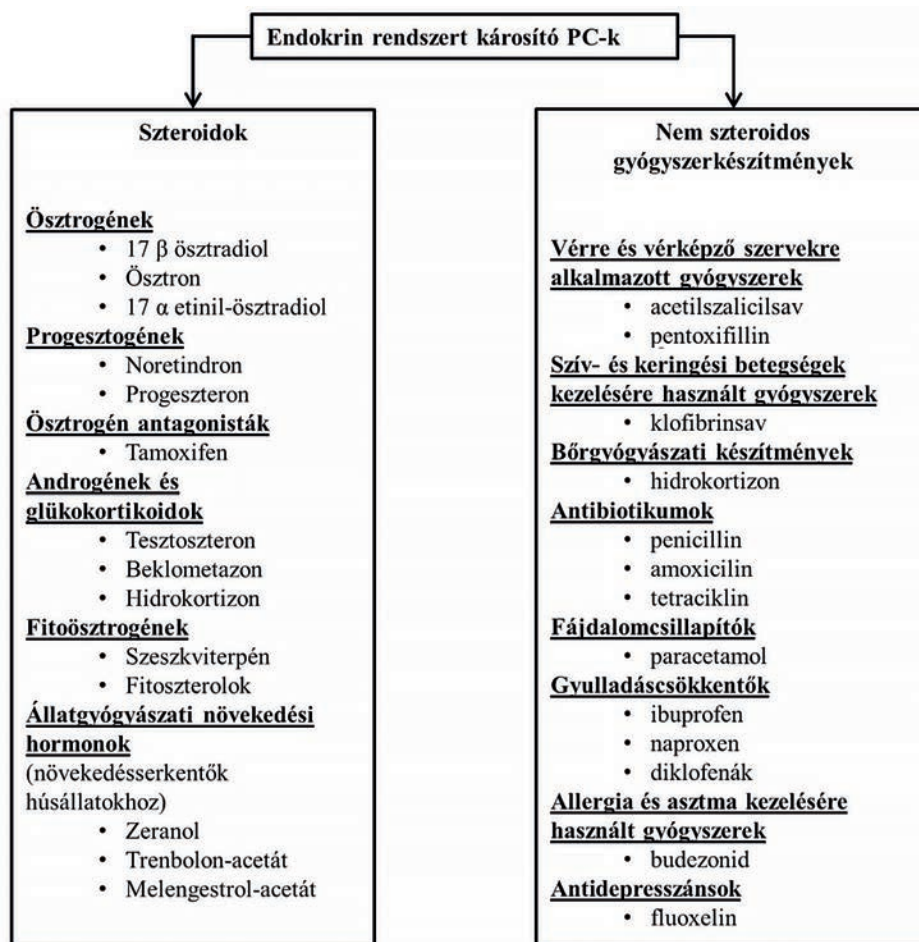 Endokrin rendszert károsító PC-k
Szteroidok
Ösztrogének
• 17 β ösztradiol
• Ösztron
• 17 α etinil-ösztradiol
Progesztogének
• Noretindron
• Progeszteron
Ösztrogén antagonisták
• Tamoxifen
Androgének és
glükokortikoidok
• Tesztoszteron
• Beklometazon
• Hidrokortizon
Fitoösztrogének
• Szeszkviterpén
• Fitoszterolok
Állatgyógyászati növekedési
hormonok
(növekedésserkentők
húsállatokhoz)
• Zeranol
• Trenbolon-acetát
• Melengestrol-acetát
Nem szteroidos
gyógyszerkészítmények
Vérre és vérképző szervekre
alkalmazott gyógyszerek
• acetilszalicilsav
• pentoxifillin
Szív- és keringési betegségek
kezelésére használt gyógyszerek
• klofibrinsav
Bőrgyógyászati készítmények
• hidrokortizon
Antibiotikumok
• penicillin
• amoxicilin
• tetraciklin
Fájdalomcsillapítók
• paracetamol
Gyulladáscsökkentők
• ibuprofen
• naproxen
• diklofenák
Allergia és asztma kezelésére
használt gyógyszerek
• budezonid
Antidepresszánsok
• fluoxelin